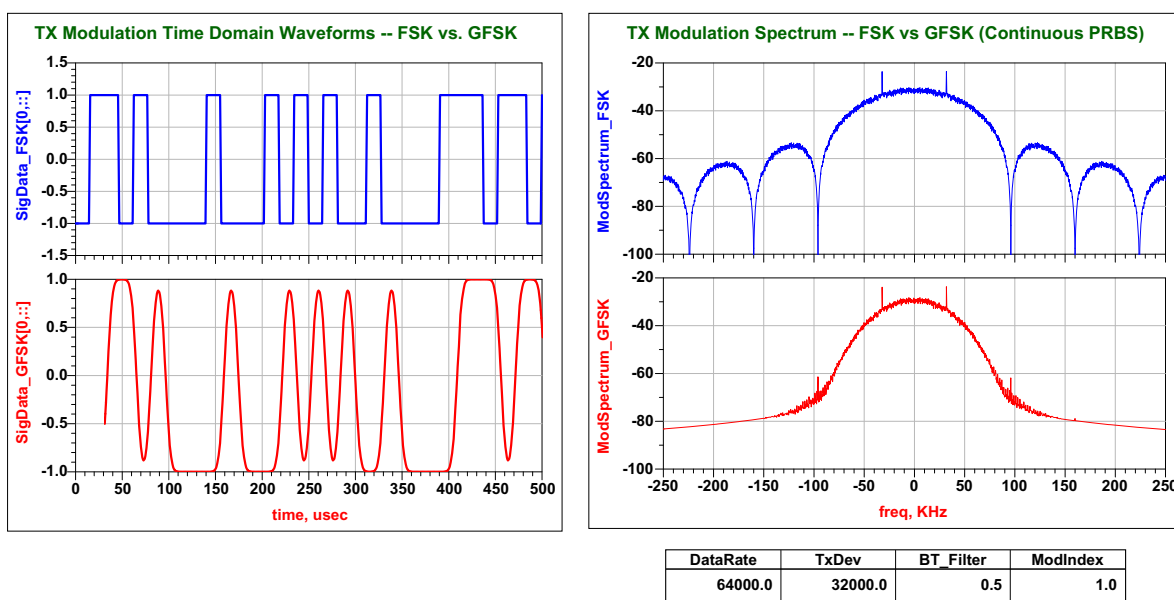 TX Modulation Time Domain Waveforms -- FSK vs. GFSK
SigData_FSK[0,::]
1.5
1.0
0.5
0.0
-0.5
-1.0
-1.5
SigData_GFSK[0,::]
1.0
0.5
0.0
-0.5
-1.0
0 50 100 150 200 250 300 350 400 450 500
time, usec
TX Modulation Spectrum -- FSK vs GFSK (Continuous PRBS)
ModSpectrum_FSK
-20
-40
-60
-80
-100
ModSpectrum_GFSK
-20
-40
-60
-80
-100
-250 -200 -150 -100 -50 0 50 100 150 200 250
freq, KHz
DataRate TxDev BT_Filter ModIndex
64000.0 32000.0 0.5 1.0